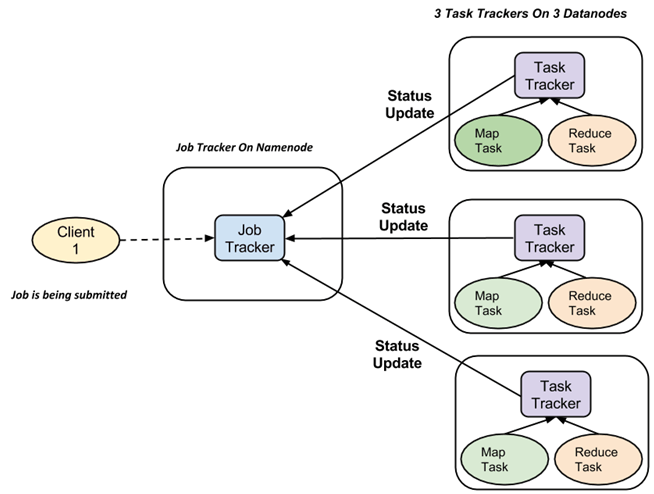 3 Task Trackers On 3 Datanodes
Task
Tracker
Status
Update
Map
Task
Reduce
Task
Job Tracker On Namenode
Client
1
Job
Tracker
Status
Update
Task
Tracker
Map
Task
Reduce
Task
Job is being submitted
Status
Update
Task
Tracker
Map
Task
Reduce
Task